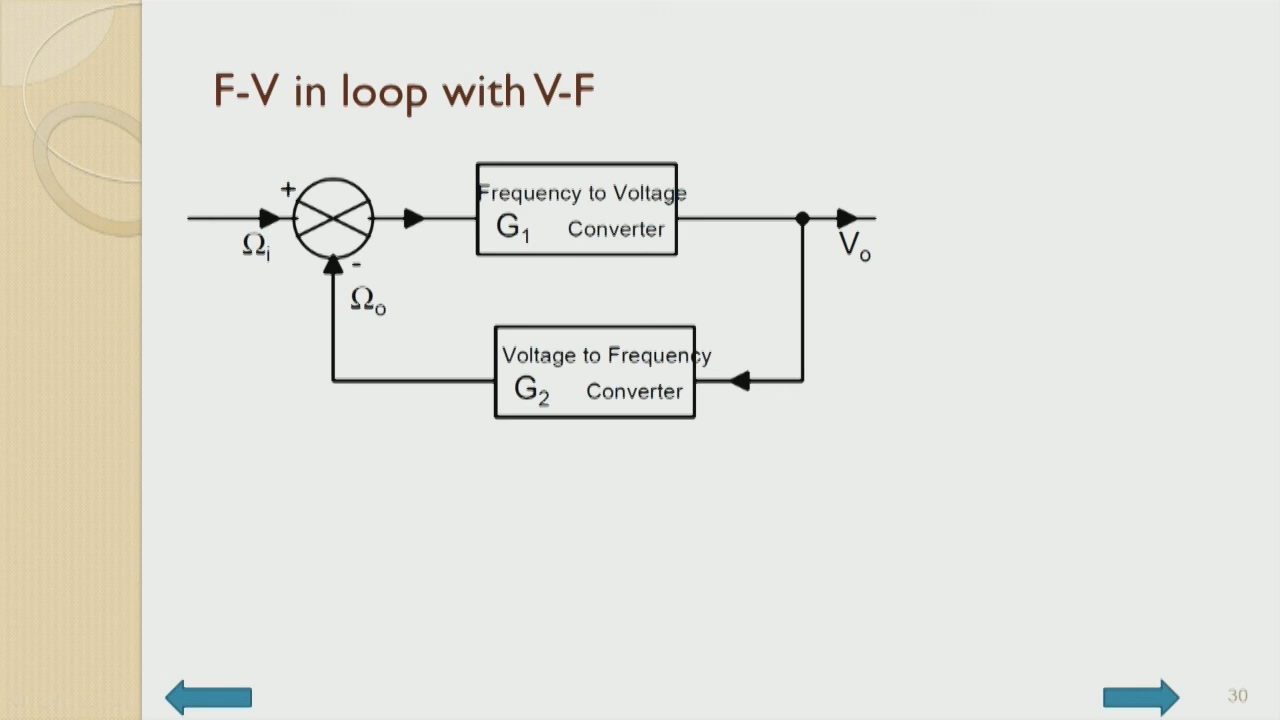 F-V in loop with V-F
+
Frequency to Voltage
G₁ Converter
Ωᵢ
Vₒ
-
Ωₒ
Voltage to Frequency
G₂ Converter
30